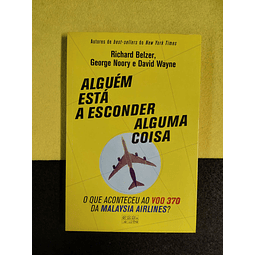 Autores de best-sellers do New York Times
Richard Belzer,
George Noory e David Wayne
ALGUÉM
ESTÁ
A ESCONDER
ALGUMA
COISA
O QUE ACONTECEU AO VOO 370
DA MALAYSIA AIRLINES?